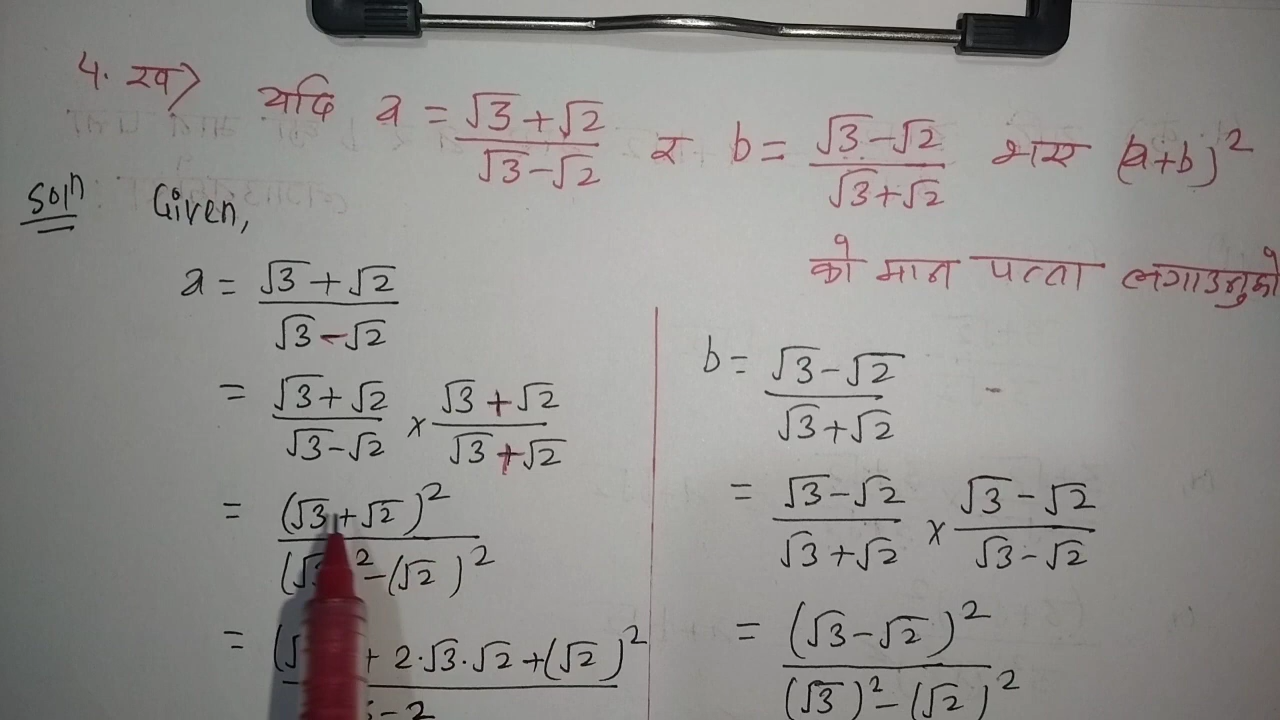 4. ख) यदि a = √3+√2 / √3-√2 र b = √3-√2 / √3+√2 भए (a+b)²
को मान पत्ता लगाउनुहो
Solⁿ Given,
a = √3+√2 / √3-√2
= √3+√2 / √3-√2 × √3+√2 / √3+√2
= (√3+√2)² / ² - (√2)²
= + 2·√3·√2+(√2)² / -2
b = √3-√2 / √3+√2
= √3-√2 / √3+√2 × √3-√2 / √3-√2
= (√3-√2)² / (√3)² - (√2)²